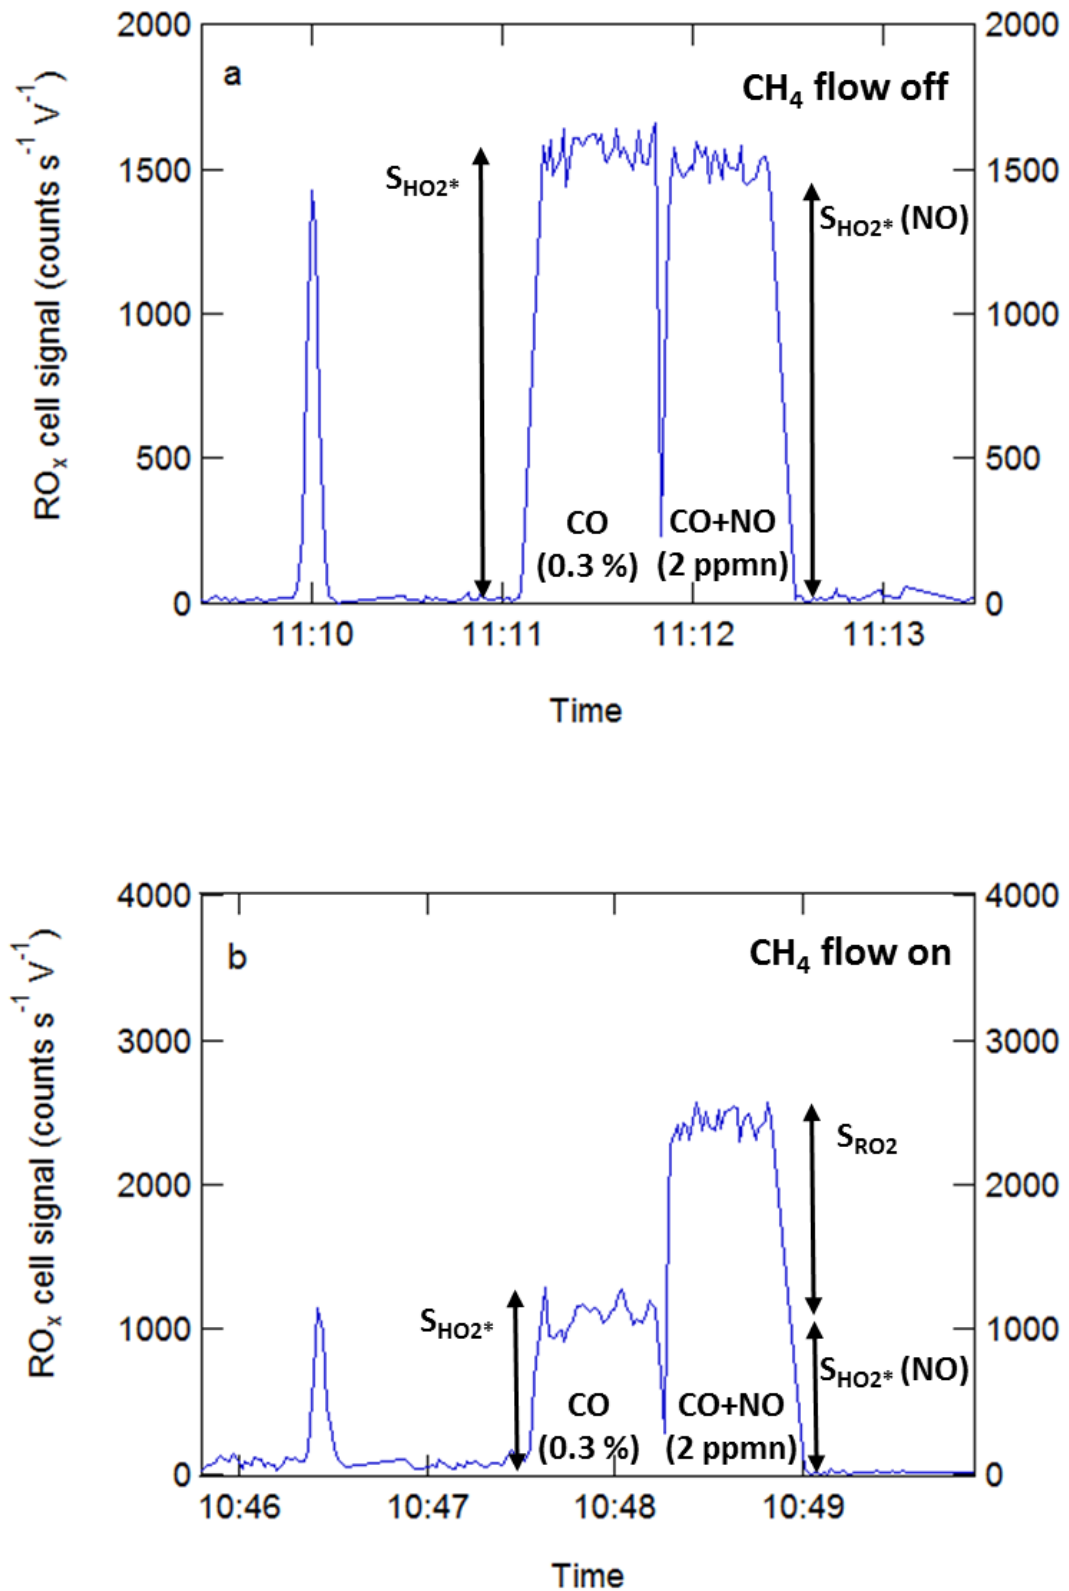 2000 2000
a CH4 flow off
1500 1500
SHO2*
SHO2* (NO)
1000 1000
500 500
CO CO+NO
(0.3 %) (2 ppmn)
0 0
11:10 11:11 11:12 11:13
Time
ROx cell signal (counts s-1 V-1)
4000 4000
b CH4 flow on
3000 3000
SRO2
2000 2000
SHO2*
1000 1000
SHO2* (NO)
CO CO+NO
(0.3 %) (2 ppmn)
0 0
10:46 10:47 10:48 10:49
Time
ROx cell signal (counts s-1 V-1)